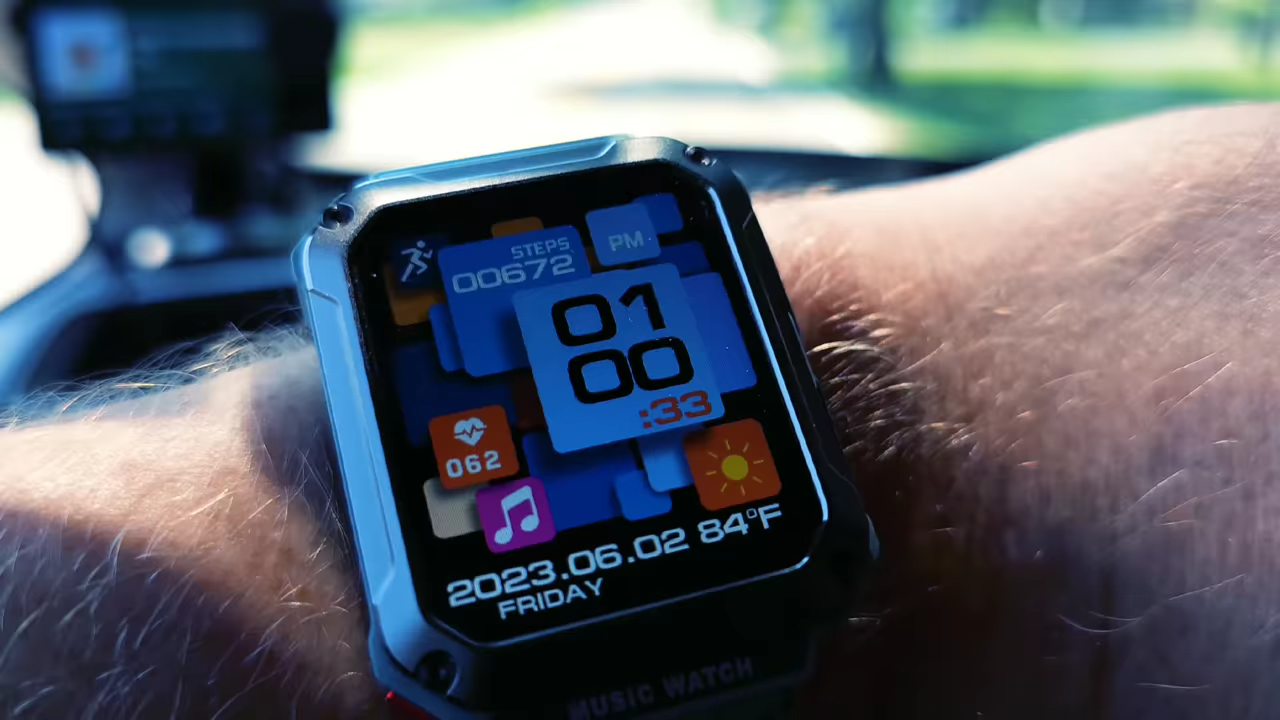 STEPS
00672
PM
01
00
:33
062
2023.06.02 84°F
FRIDAY
MUSIC WATCH